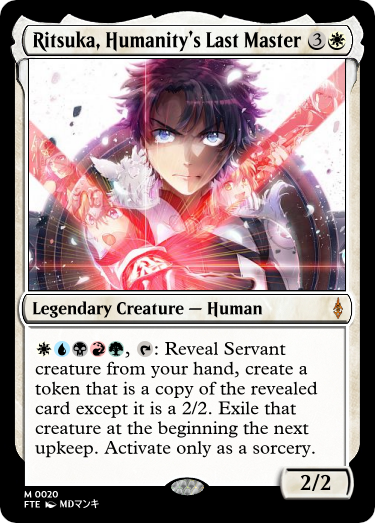 Ritsuka, Humanity's Last Master 3
Legendary Creature — Human
, : Reveal Servant
creature from your hand, create a
token that is a copy of the revealed
card except it is a 2/2. Exile that
creature at the beginning the next
upkeep. Activate only as a sorcery.
2/2
M 0020
FTE MDマンキ